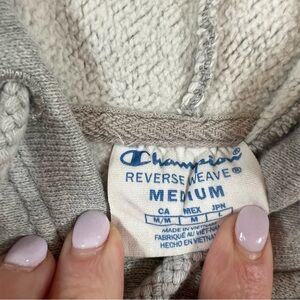 Champion
REVERSE WEAVE®
MEDIUM
CA MEX JPN
M/M M L
MADE IN VIETNAM
FABRIQUÉ AU VIETNAM
HECHO EN VIETNAM